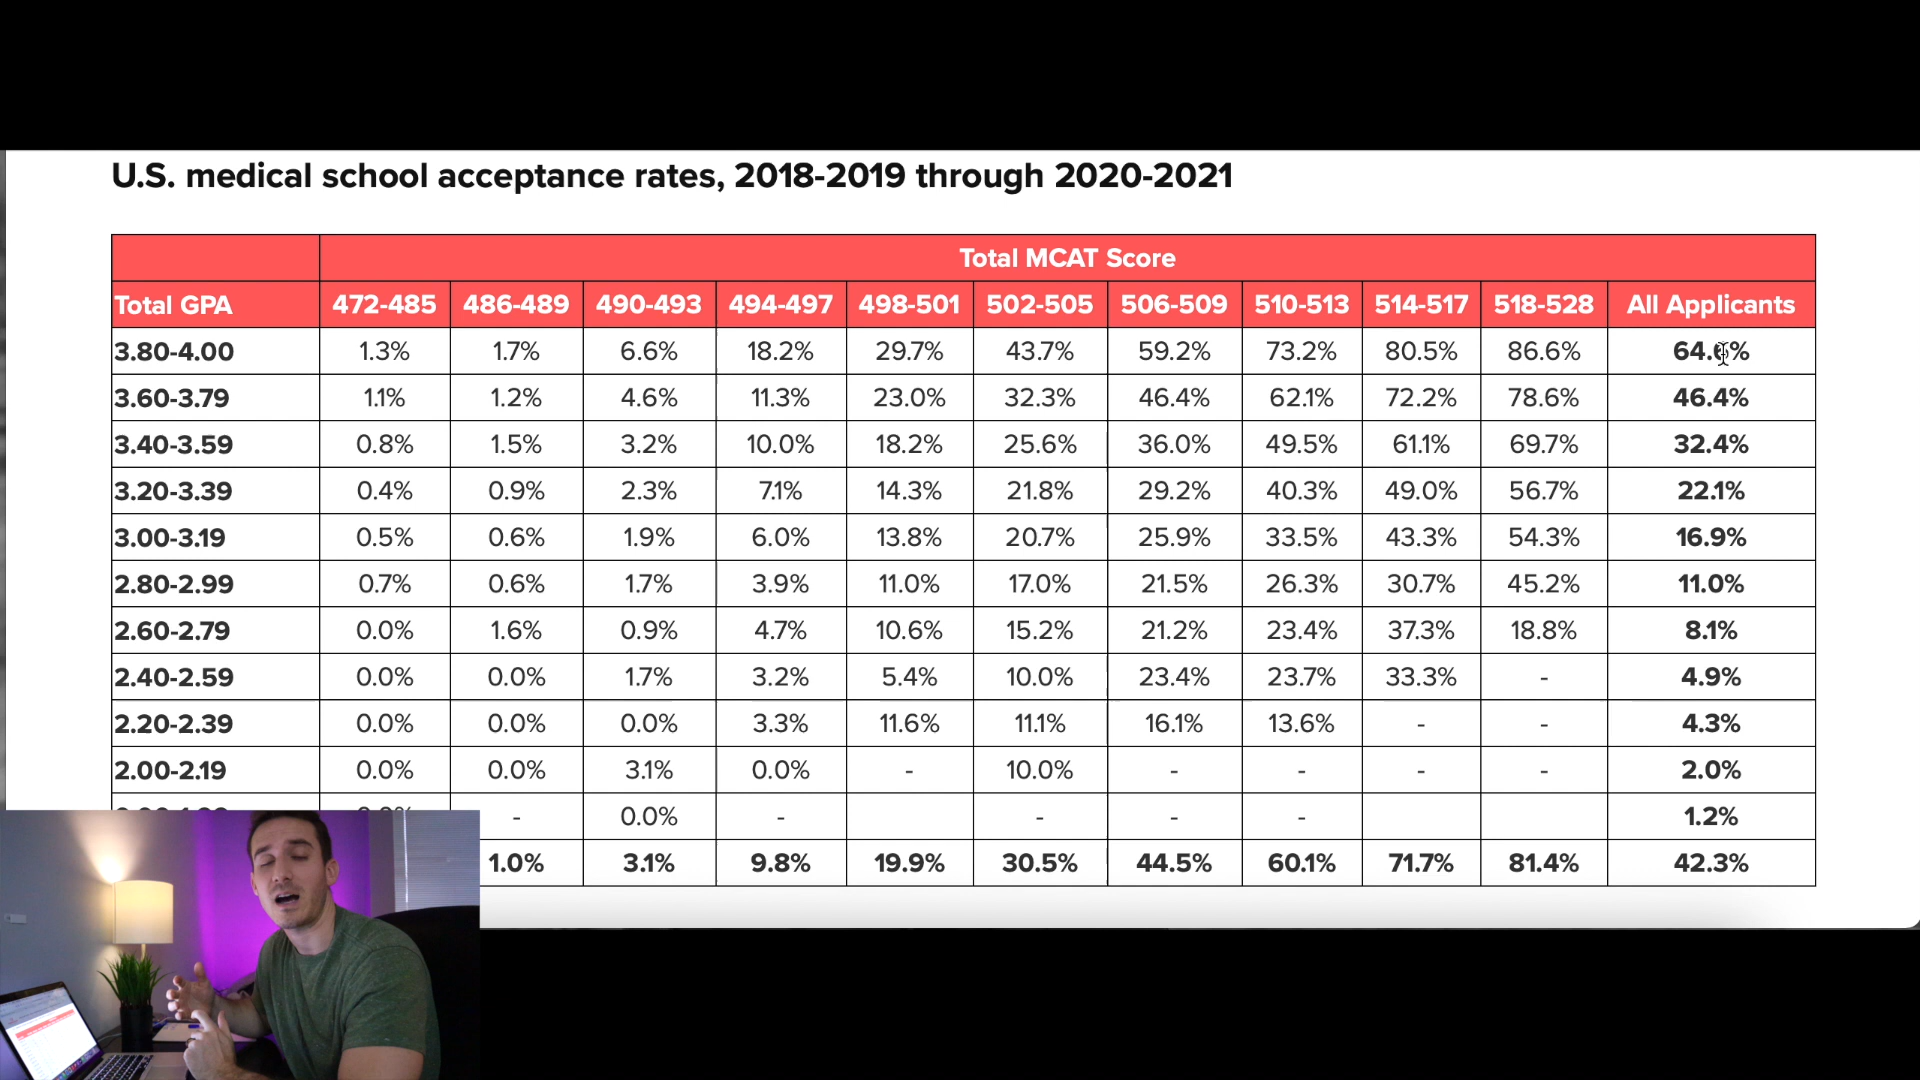 U.S. medical school acceptance rates, 2018-2019 through 2020-2021
Total MCAT Score
Total GPA 472-485 486-489 490-493 494-497 498-501 502-505 506-509 510-513 514-517 518-528 All Applicants
3.80-4.00 1.3% 1.7% 6.6% 18.2% 29.7% 43.7% 59.2% 73.2% 80.5% 86.6%
3.60-3.79 1.1% 1.2% 4.6% 11.3% 23.0% 32.3% 46.4% 62.1% 72.2% 78.6% 46.4%
3.40-3.59 0.8% 1.5% 3.2% 10.0% 18.2% 25.6% 36.0% 49.5% 61.1% 69.7% 32.4%
3.20-3.39 0.4% 0.9% 2.3% 7.1% 14.3% 21.8% 29.2% 40.3% 49.0% 56.7% 22.1%
3.00-3.19 0.5% 0.6% 1.9% 6.0% 13.8% 20.7% 25.9% 33.5% 43.3% 54.3% 16.9%
2.80-2.99 0.7% 0.6% 1.7% 3.9% 11.0% 17.0% 21.5% 26.3% 30.7% 45.2% 11.0%
2.60-2.79 0.0% 1.6% 0.9% 4.7% 10.6% 15.2% 21.2% 23.4% 37.3% 18.8% 8.1%
2.40-2.59 0.0% 0.0% 1.7% 3.2% 5.4% 10.0% 23.4% 23.7% 33.3% - 4.9%
2.20-2.39 0.0% 0.0% 0.0% 3.3% 11.6% 11.1% 16.1% 13.6% - - 4.3%
2.00-2.19 0.0% 0.0% 3.1% 0.0% - 10.0% - - - - 2.0%
- 0.0% - - - - 1.2%
1.0% 3.1% 9.8% 19.9% 30.5% 44.5% 60.1% 71.7% 81.4% 42.3%